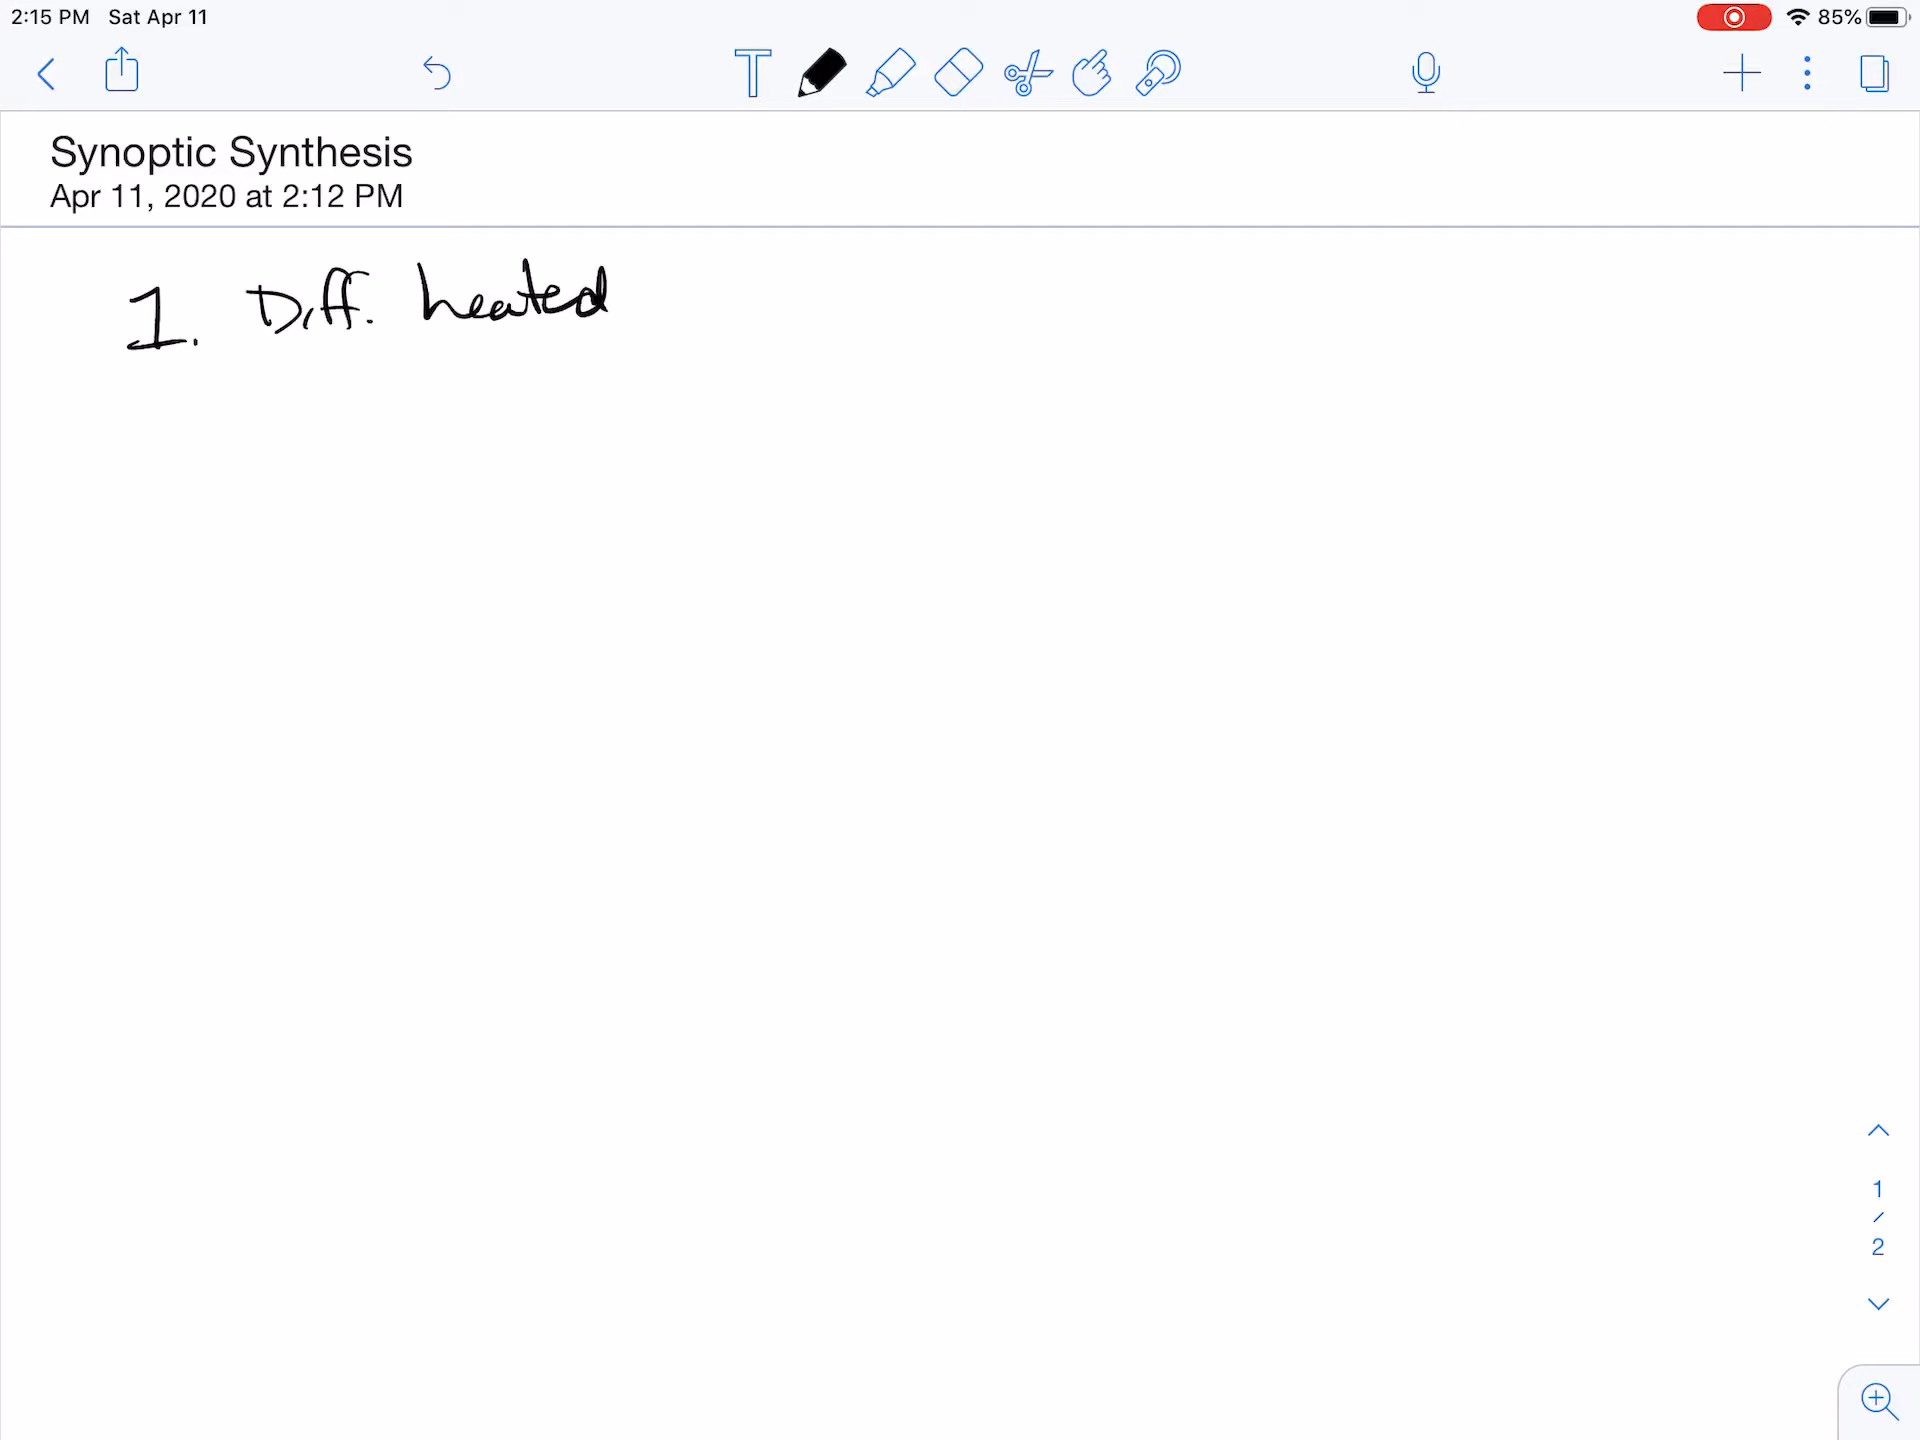 2:15 PM Sat Apr 11 85%
T
Synoptic Synthesis
Apr 11, 2020 at 2:12 PM
1. Diff. heated
1
/
2